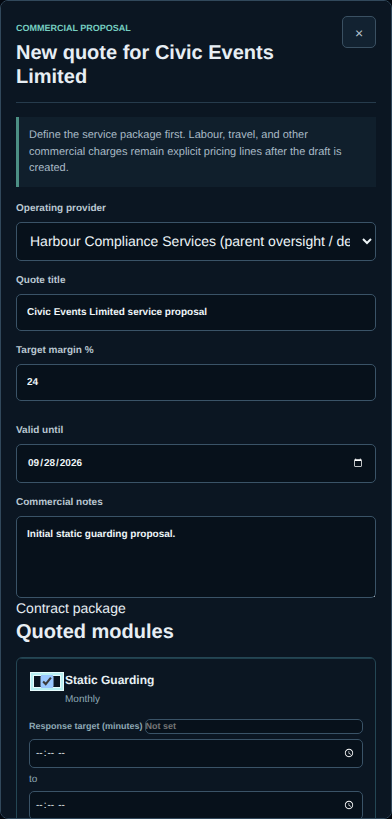 COMMERCIAL PROPOSAL
New quote for Civic Events
Limited
×
Define the service package first. Labour, travel, and other
commercial charges remain explicit pricing lines after the draft is
created.
Operating provider
Harbour Compliance Services (parent oversight / de
Quote title
Civic Events Limited service proposal
Target margin %
24
Valid until
09/28/2026
Commercial notes
Initial static guarding proposal.
Contract package
Quoted modules
Static Guarding
Monthly
Response target (minutes) Not set
--:-- --
to
--:-- --